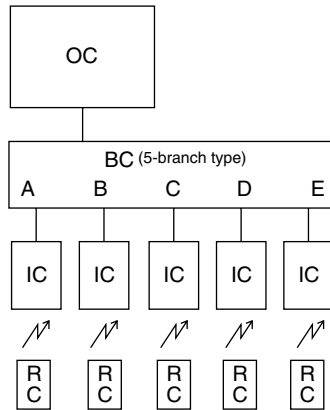 OC
BC (5-branch type)
A B C D E
IC IC IC IC IC
R R R R R
C C C C C